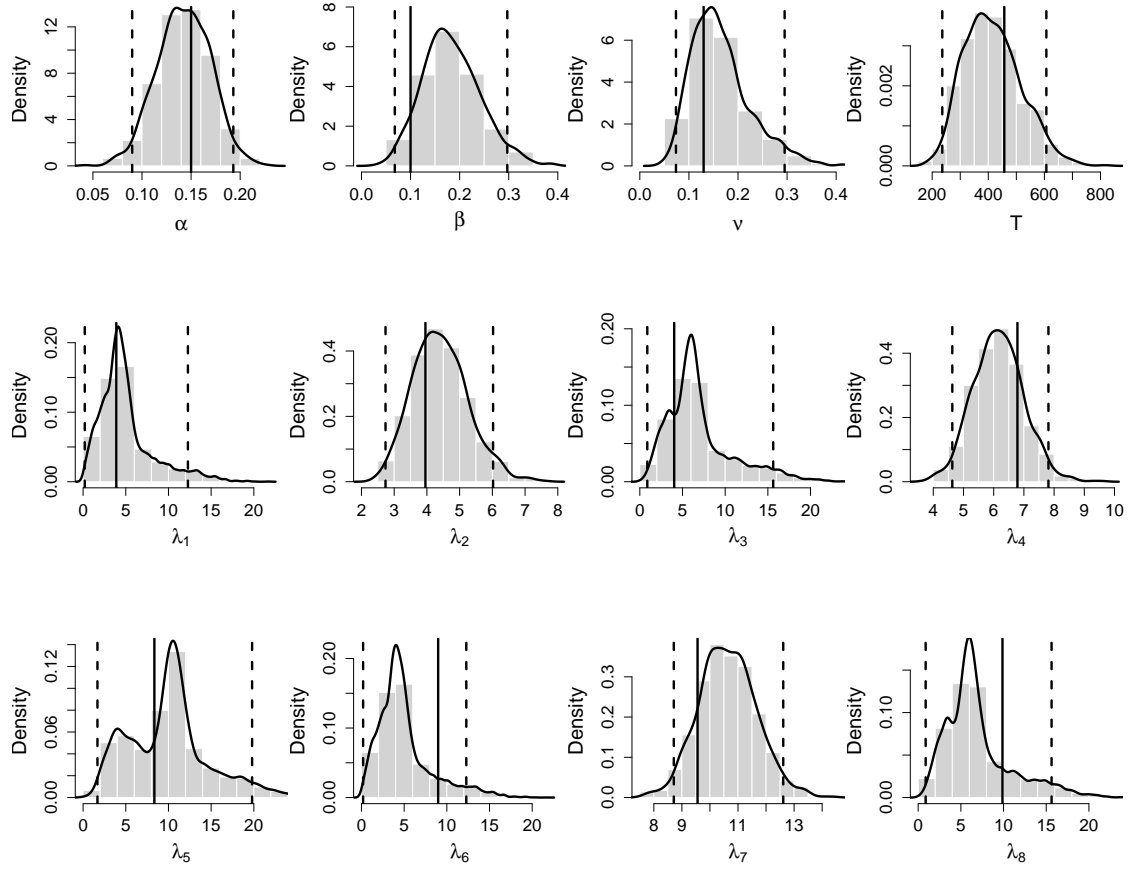 Density
0 4 8 12
0.05 0.10 0.15 0.20
α
Density
0 2 4 6 8
0.0 0.1 0.2 0.3 0.4
β
Density
0 2 4 6
0.0 0.1 0.2 0.3 0.4
ν
Density
0.000 0.002
200 400 600 800
T
Density
0.00 0.10 0.20
0 5 10 15 20
λ1
Density
0.0 0.2 0.4
2 3 4 5 6 7 8
λ2
Density
0.00 0.10 0.20
0 5 10 15 20
λ3
Density
0.0 0.2 0.4
4 5 6 7 8 9 10
λ4
Density
0.00 0.06 0.12
0 5 10 15 20
λ5
Density
0.00 0.10 0.20
0 5 10 15 20
λ6
Density
0.0 0.1 0.2 0.3
8 9 11 13
λ7
Density
0.00 0.10
0 5 10 15 20
λ8